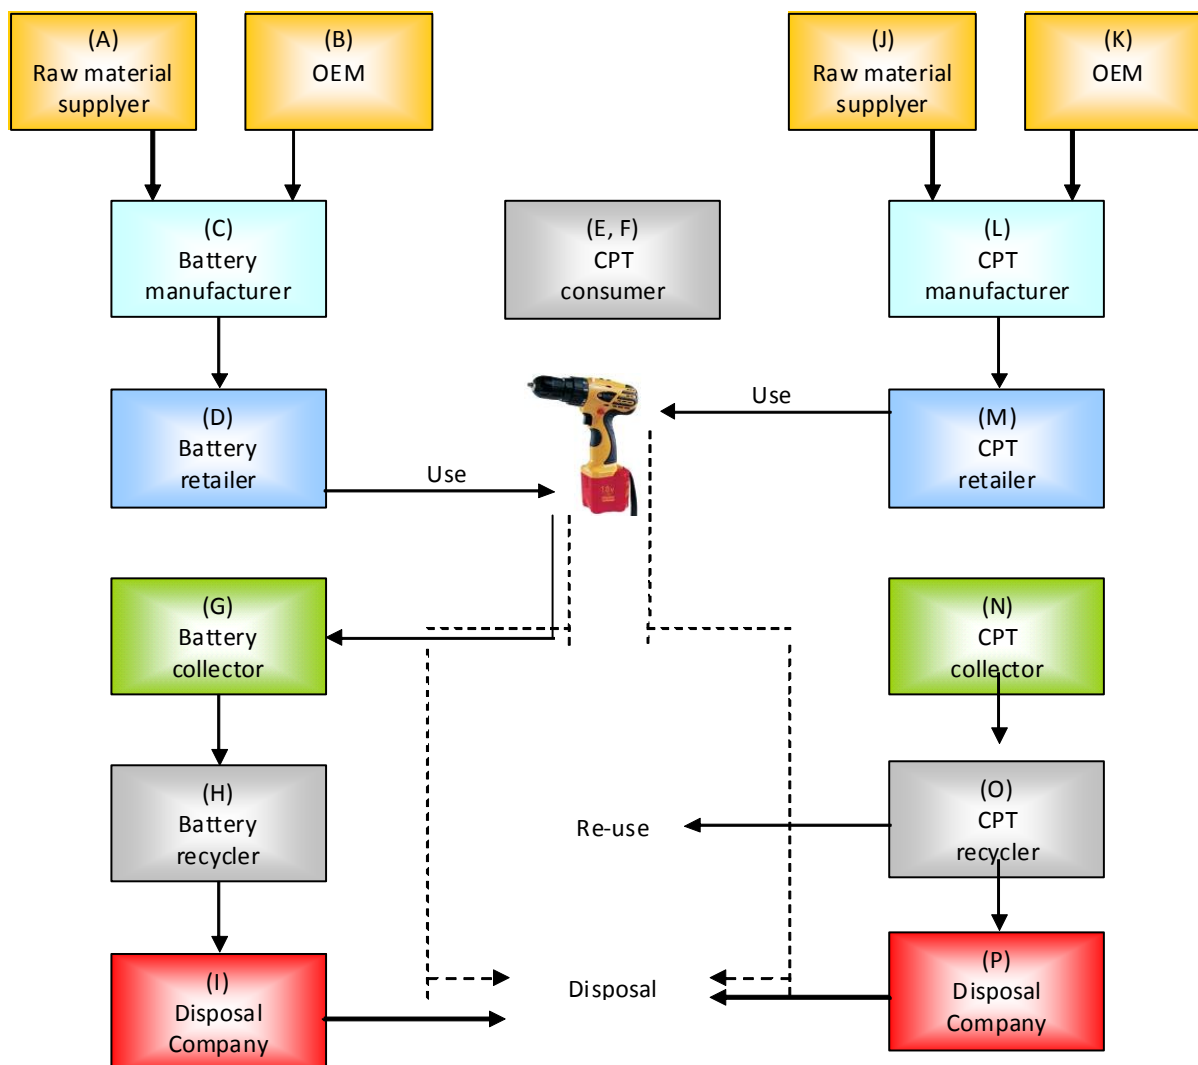 (A)
Raw material
supplyer
(B)
OEM
(J)
Raw material
supplyer
(K)
OEM
(C)
Battery
manufacturer
(E, F)
CPT
consumer
(L)
CPT
manufacturer
(D)
Battery
retailer
Use
Use
(M)
CPT
retailer
(G)
Battery
collector
(N)
CPT
collector
(H)
Battery
recycler
Re-use
(O)
CPT
recycler
(I)
Disposal
Company
Disposal
(P)
Disposal
Company